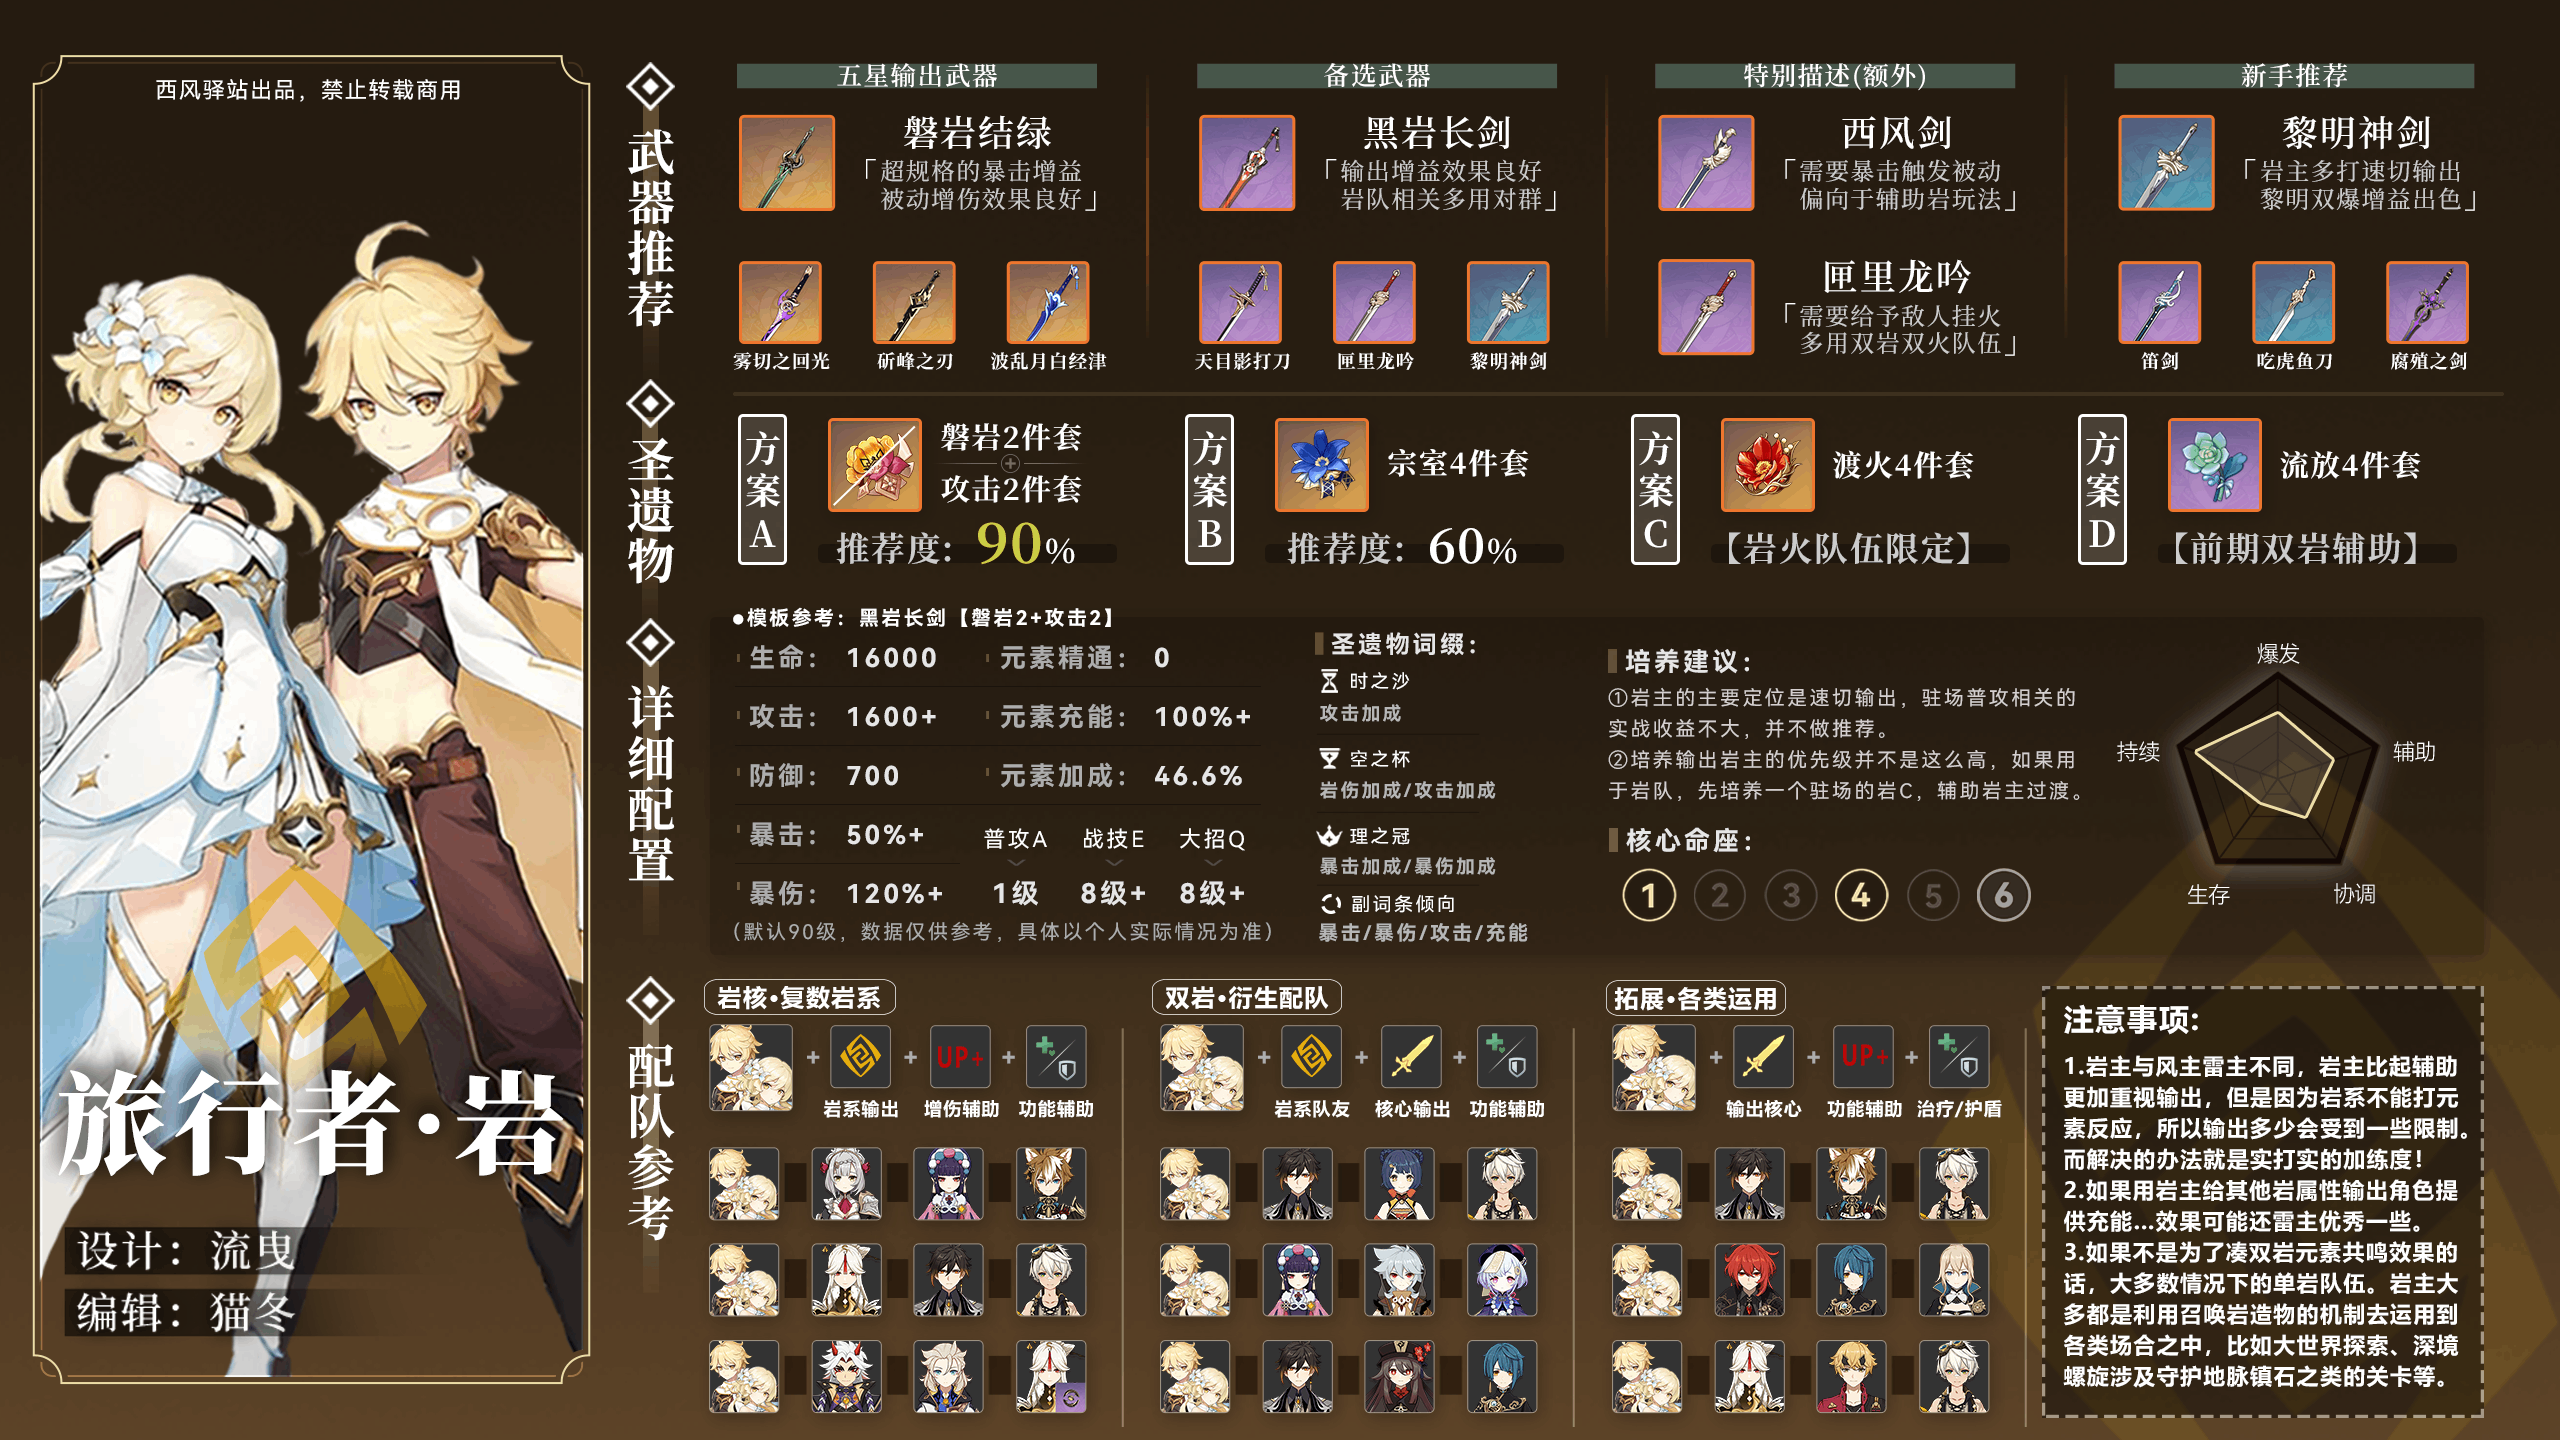 西风驿站出品，禁止转载商用
旅行者·岩
设计：流曳
编辑：猫冬
武器推荐
五星输出武器
磐岩结绿
「超规格的暴击增益
被动增伤效果良好」
雾切之回光
斫峰之刃
波乱月白经津
备选武器
黑岩长剑
「输出增益效果良好
岩队相关多用对群」
天目影打刀
匣里龙吟
黎明神剑
特别描述(额外)
西风剑
「需要暴击触发被动
偏向于辅助岩玩法」
匣里龙吟
「需要给予敌人挂火
多用双岩双火队伍」
新手推荐
黎明神剑
「岩主多打速切输出
黎明双爆增益出色」
笛剑
吃虎鱼刀
腐殖之剑
圣遗物
方案A
磐岩2件套
攻击2件套
推荐度：90%
方案B
宗室4件套
推荐度：60%
方案C
渡火4件套
【岩火队伍限定】
方案D
流放4件套
【前期双岩辅助】
详细配置
●模板参考：黑岩长剑【磐岩2+攻击2】
生命：16000
元素精通：0
攻击：1600+
元素充能：100%+
防御：700
元素加成：46.6%
暴击：50%+
普攻A 战技E 大招Q
暴伤：120%+
1级 8级+ 8级+
(默认90级，数据仅供参考，具体以个人实际情况为准)
圣遗物词缀：
时之沙
攻击加成
空之杯
岩伤加成/攻击加成
理之冠
暴击加成/暴伤加成
副词条倾向
暴击/暴伤/攻击/充能
培养建议：
①岩主的主要定位是速切输出，驻场普攻相关的
实战收益不大，并不做推荐。
②培养输出岩主的优先级并不是这么高，如果用
于岩队，先培养一个驻场的岩C，辅助岩主过渡。
核心命座：
1 2 3 4 5 6
爆发
辅助
协调
生存
持续
配队参考
岩核·复数岩系
+ + UP+ +
岩系输出 增伤辅助 功能辅助
双岩·衍生配队
+ + +
岩系队友 核心输出 功能辅助
拓展·各类运用
+ + UP+ +
输出核心 功能辅助 治疗/护盾
注意事项:
1.岩主与风主雷主不同，岩主比起辅助
更加重视输出，但是因为岩系不能打元
素反应，所以输出多少会受到一些限制。
而解决的办法就是实打实的加练度！
2.如果用岩主给其他岩属性输出角色提
供充能...效果可能还雷主优秀一些。
3.如果不是为了凑双岩元素共鸣效果的
话，大多数情况下的单岩队伍。岩主大
多都是利用召唤岩造物的机制去运用到
各类场合之中，比如大世界探索、深境
螺旋涉及守护地脉镇石之类的关卡等。